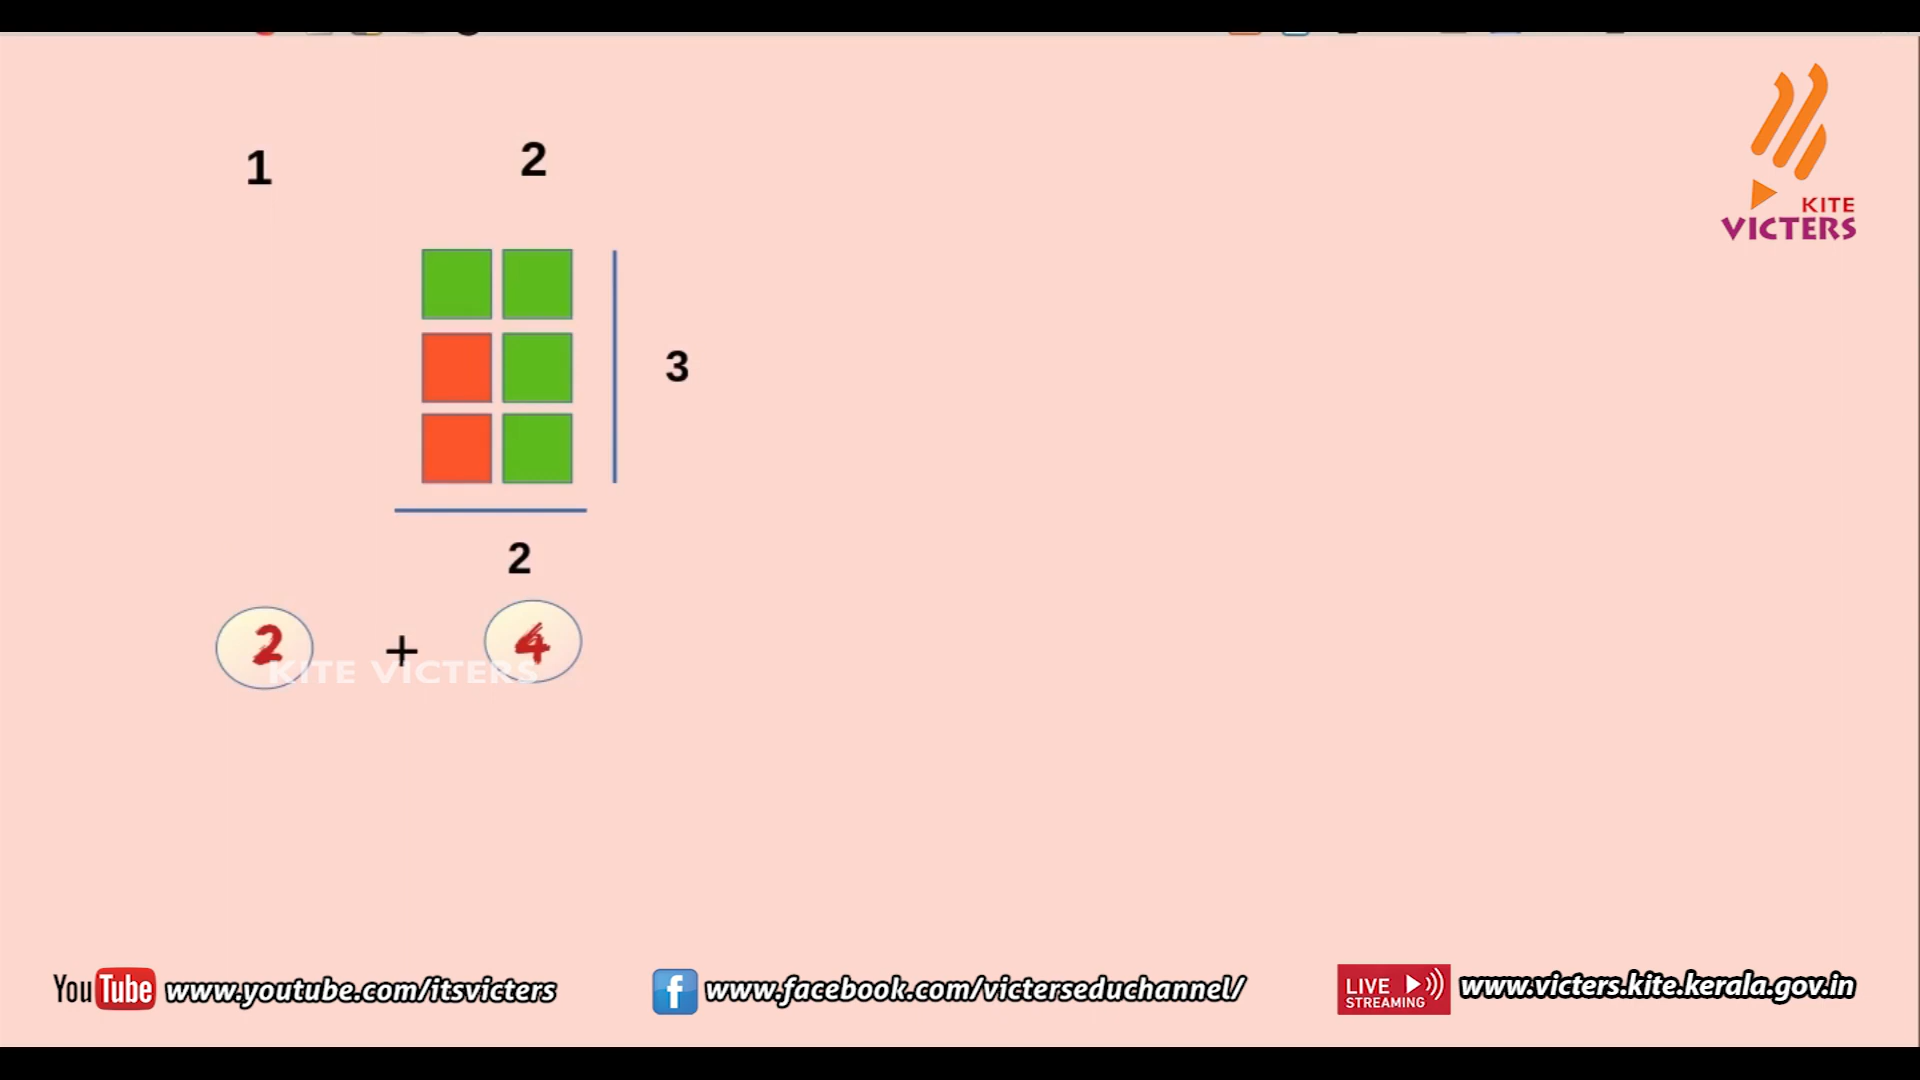 KITE
VICTERS
1 2
3
2
2 + 4
KITE VICTERS
You Tube www.youtube.com/itsvicters
f www.facebook.com/victerseduchannel/
LIVE STREAMING www.victers.kite.kerala.gov.in